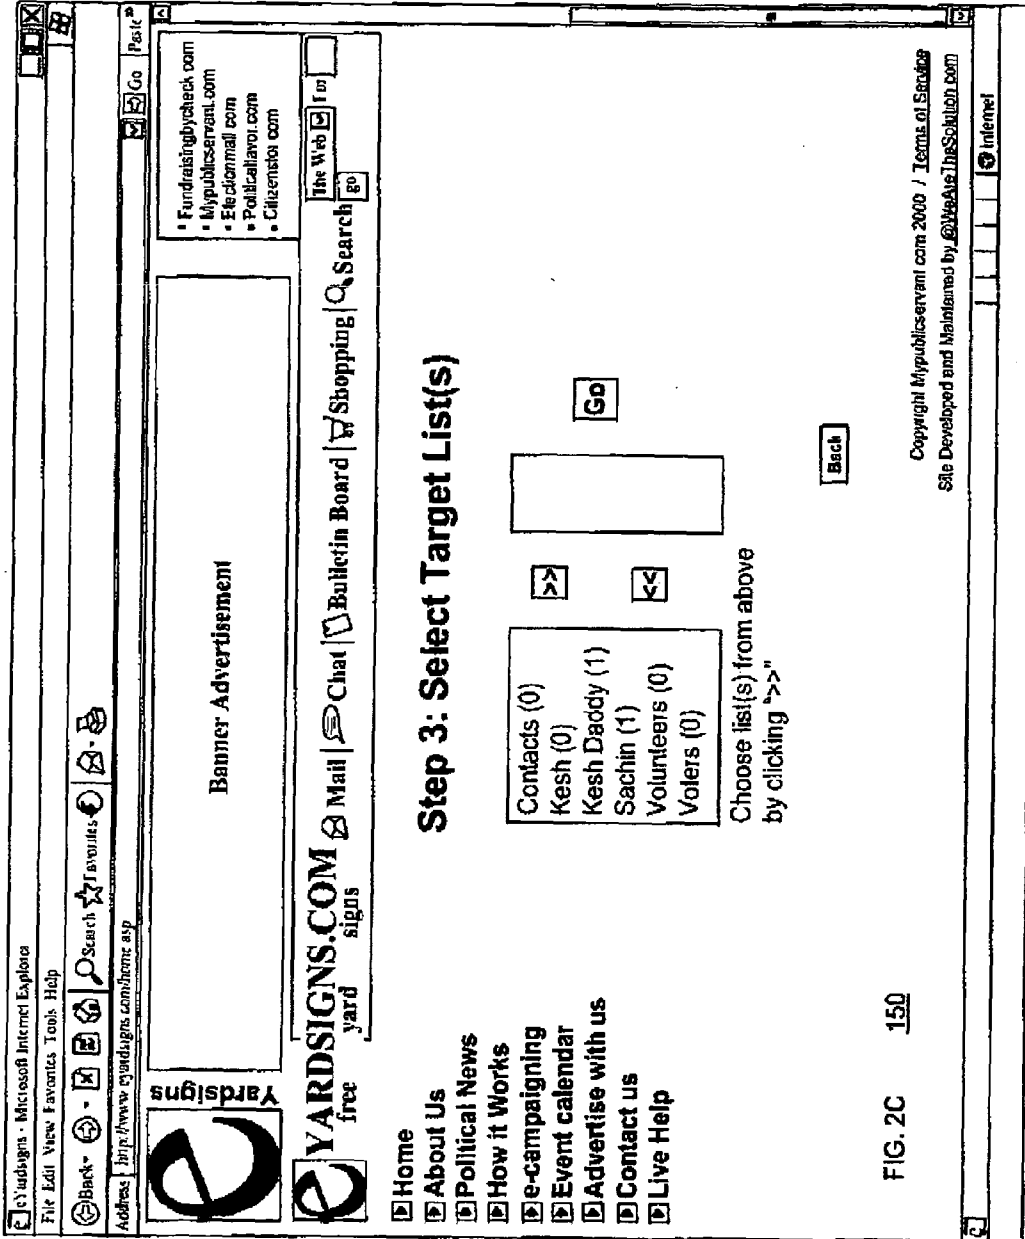 eYardsigns - Microsoft Internet Explorer
File Edit View Favorites Tools Help
Back Search Favorites
Address http://www eyardsigns com/home asp Go Paste »
e Yardsigns
Banner Advertisement
Fundraisingbycheck com
Mypublicservant.com
Electionmall com
com
com
e YARDSIGNS.COM Mail | Chat | Bulletin Board | Shopping | Search The Web For
free yard signs go
Home
About Us
Political News
How it Works
e-campaigning
Event calendar
Advertise with us
Contact us
Live Help
Step 3: Select Target List(s)
Contacts (0)
Kesh (0)
Kesh Daddy (1)
Sachin (1)
Volunteers (0)
Voters (0)
>>
<<
Go
Choose list(s) from above
by clicking ">>"
Back
Copyright Mypublicservant com 2000 / Terms of Service
Site Developed and Maintained by @WeAreTheSolution com
FIG. 2C 150
Internet